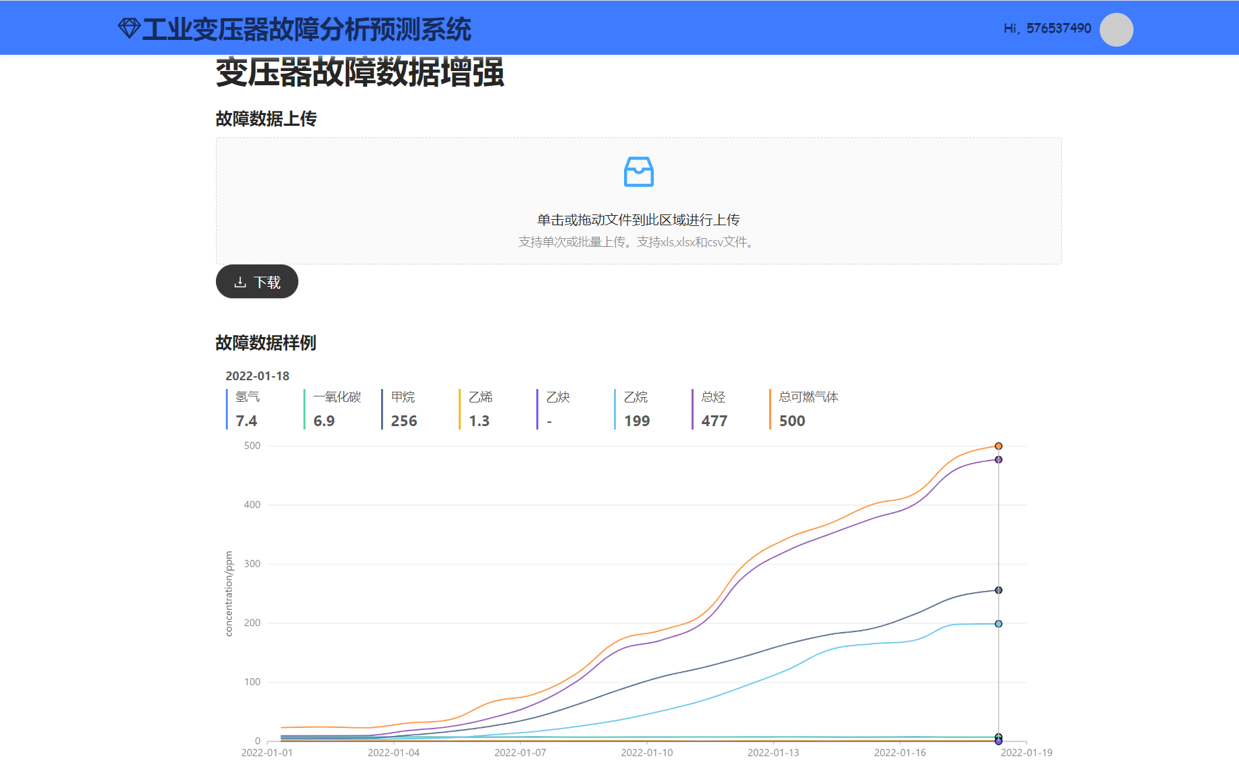 工业变压器故障分析预测系统
Hi，576537490
变压器故障数据增强
故障数据上传
单击或拖动文件到此区域进行上传
支持单次或批量上传。支持xls,xlsx和csv文件。
下载
故障数据样例
2022-01-18
氢气 一氧化碳 甲烷 乙烯 乙炔 乙烷 总烃 总可燃气体
7.4 6.9 256 1.3 - 199 477 500
500
400
300
200
100
0
concentration/ppm
2022-01-01 2022-01-04 2022-01-07 2022-01-10 2022-01-13 2022-01-16 2022-01-19